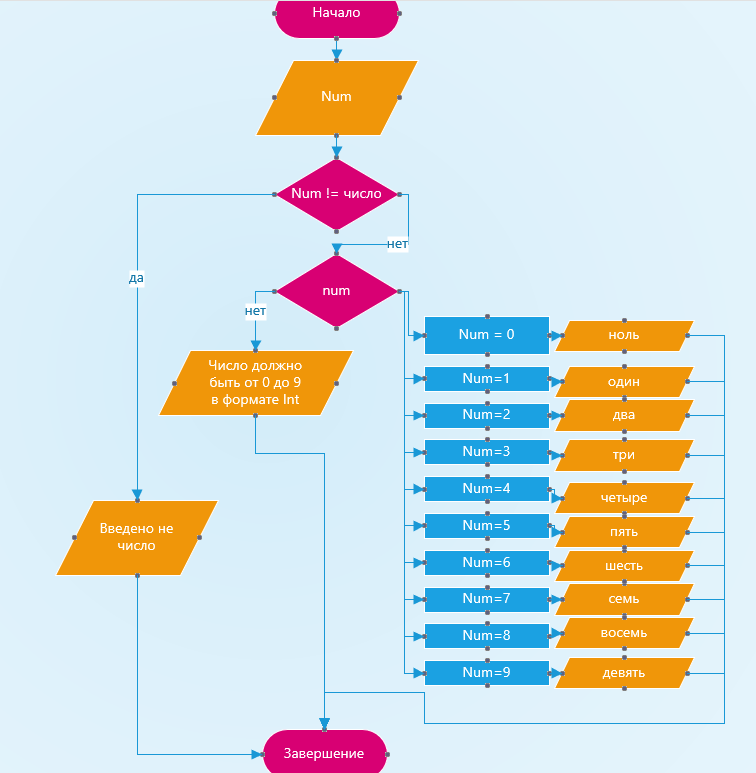 Начало
Num
Num != число
нет
да
num
нет
Число должно
быть от 0 до 9
в формате Int
Num = 0
ноль
Num=1
один
Num=2
два
Num=3
три
Num=4
четыре
Num=5
пять
Num=6
шесть
Num=7
семь
Num=8
восемь
Num=9
девять
Введено не
число
Завершение